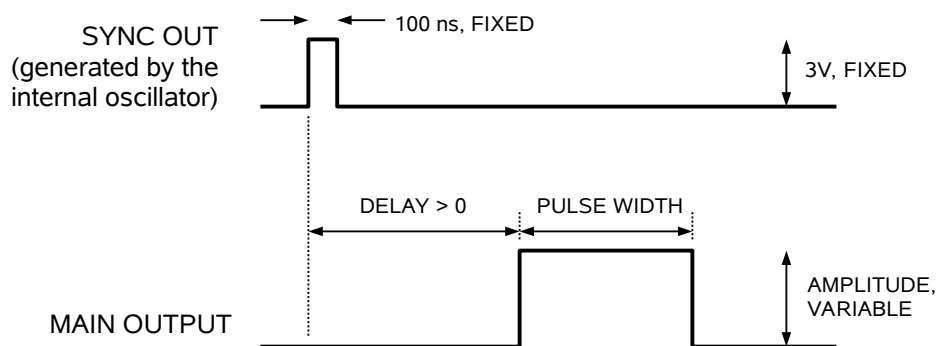 100 ns, FIXED
SYNC OUT
(generated by the
internal oscillator)
3V, FIXED
DELAY > 0
PULSE WIDTH
AMPLITUDE,
VARIABLE
MAIN OUTPUT